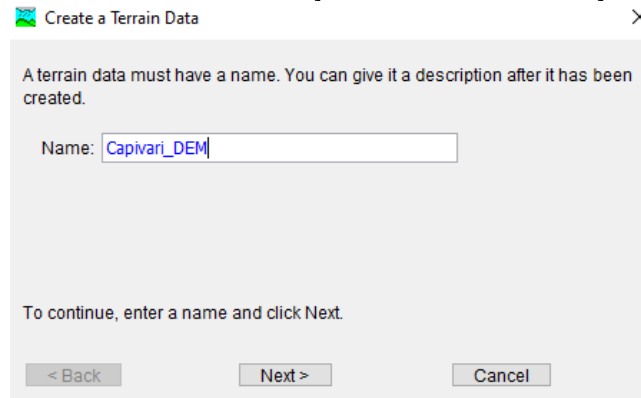 Create a Terrain Data
A terrain data must have a name. You can give it a description after it has been
created.
Name: Capivari_DEM
To continue, enter a name and click Next.
< Back Next > Cancel